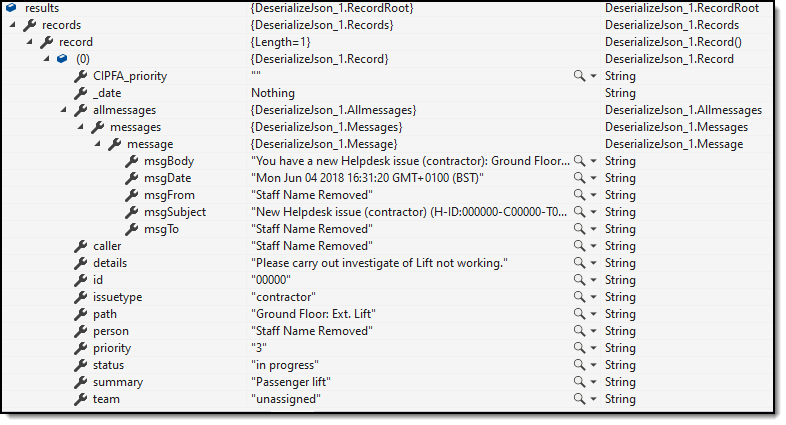 results {DeserializeJson_1.RecordRoot} DeserializeJson_1.RecordRoot
records {DeserializeJson_1.Records} DeserializeJson_1.Records
record {Length=1} DeserializeJson_1.Record()
(0) {DeserializeJson_1.Record} DeserializeJson_1.Record
CIPFA_priority "" String
_date Nothing String
allmessages {DeserializeJson_1.Allmessages} DeserializeJson_1.Allmessages
messages {DeserializeJson_1.Messages} DeserializeJson_1.Messages
message {DeserializeJson_1.Message} DeserializeJson_1.Message
msgBody "You have a new Helpdesk issue (contractor): Ground Floor... String
msgDate "Mon Jun 04 2018 16:31:20 GMT+0100 (BST)" String
msgFrom "Staff Name Removed" String
msgSubject "New Helpdesk issue (contractor) (H-ID:000000-C00000-T0... String
msgTo "Staff Name Removed" String
caller "Staff Name Removed" String
details "Please carry out investigate of Lift not working." String
id "00000" String
issuetype "contractor" String
path "Ground Floor: Ext. Lift" String
person "Staff Name Removed" String
priority "3" String
status "in progress" String
summary "Passenger lift" String
team "unassigned" String